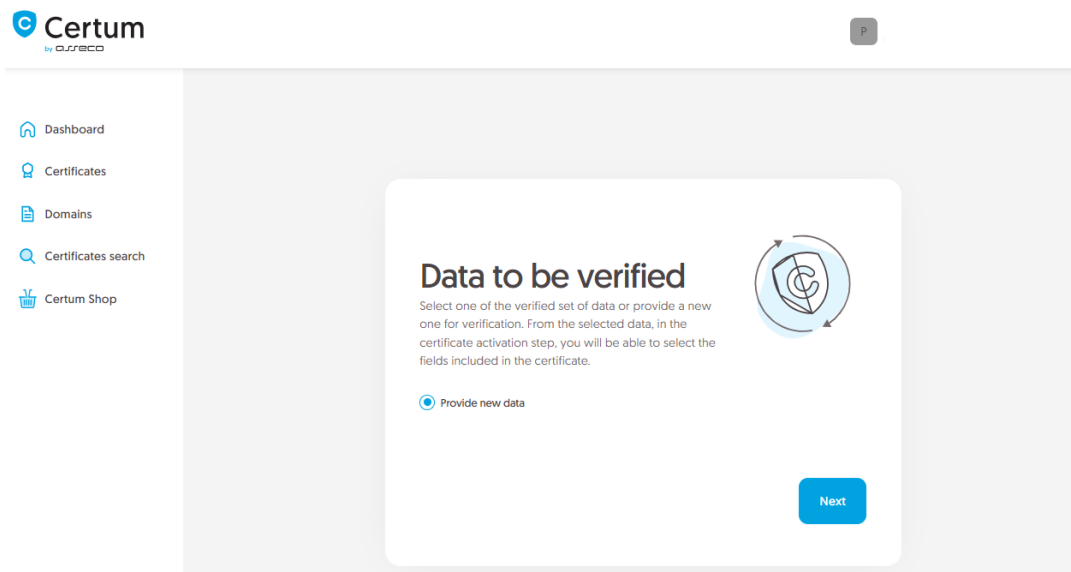 Certum
by asseco
P
Dashboard
Certificates
Domains
Certificates search
Certum Shop
Data to be verified
Select one of the verified set of data or provide a new
one for verification. From the selected data, in the
certificate activation step, you will be able to select the
fields included in the certificate.
Provide new data
Next